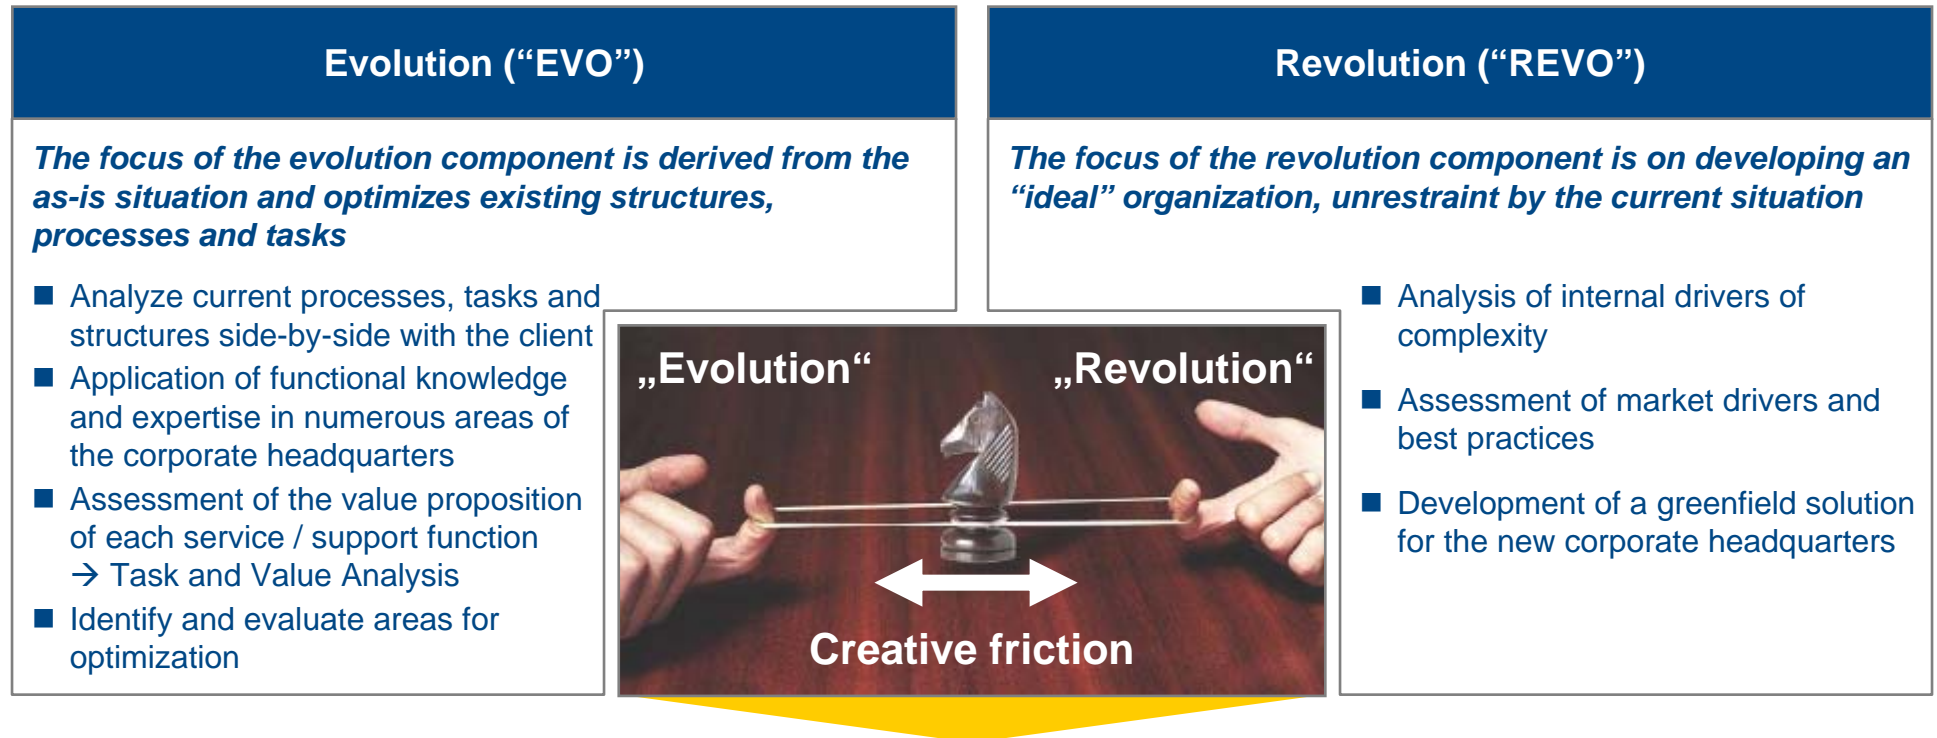 Evolution (“EVO”)
The focus of the evolution component is derived from the
as-is situation and optimizes existing structures,
processes and tasks
■ Analyze current processes, tasks and
structures side-by-side with the client
■ Application of functional knowledge
and expertise in numerous areas of
the corporate headquarters
■ Assessment of the value proposition
of each service / support function
→ Task and Value Analysis
■ Identify and evaluate areas for
optimization
„Evolution“
„Revolution“
Creative friction
Revolution (“REVO”)
The focus of the revolution component is on developing an
“ideal” organization, unrestraint by the current situation
■ Analysis of internal drivers of
complexity
■ Assessment of market drivers and
best practices
■ Development of a greenfield solution
for the new corporate headquarters